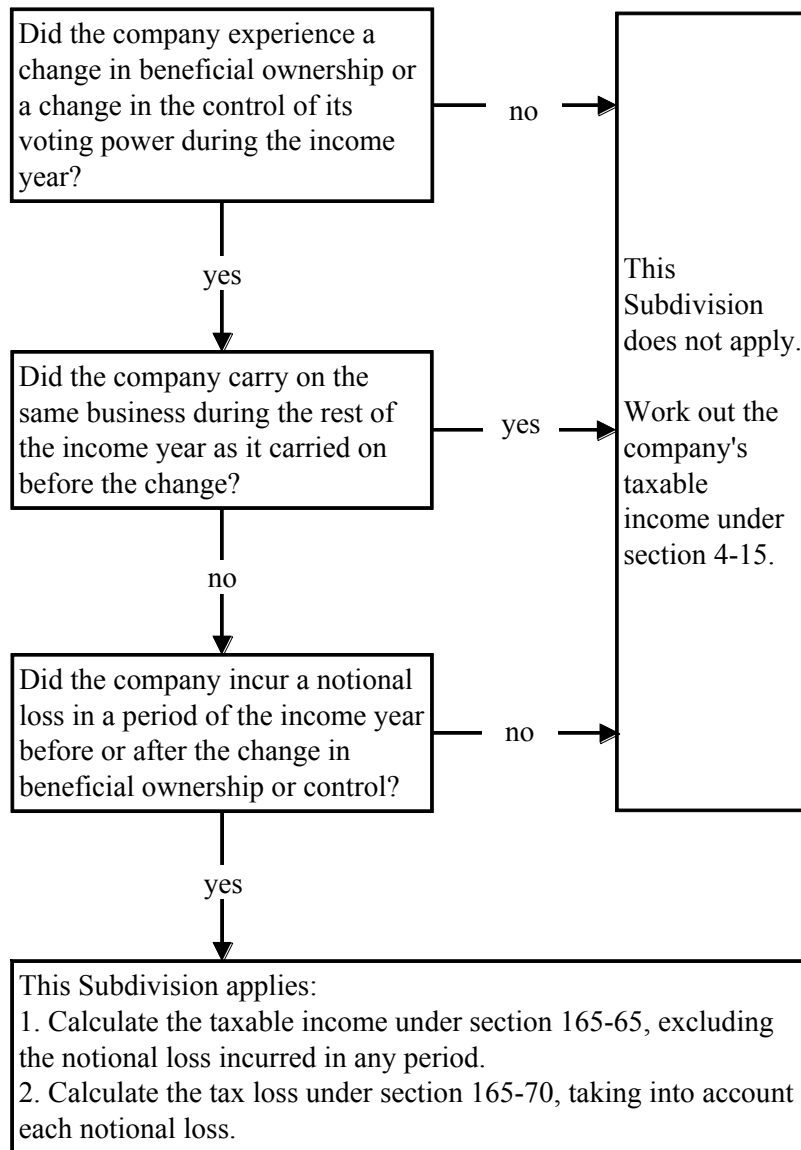 Did the company experience a
change in beneficial ownership or
a change in the control of its
voting power during the income
year?
no
yes
This
Subdivision
does not apply.
Work out the
company's
taxable
income under
section 4-15.
Did the company carry on the
same business during the rest of
the income year as it carried on
before the change?
yes
no
Did the company incur a notional
loss in a period of the income year
before or after the change in
beneficial ownership or control?
no
yes
This Subdivision applies:
1. Calculate the taxable income under section 165-65, excluding
the notional loss incurred in any period.
2. Calculate the tax loss under section 165-70, taking into account
each notional loss.